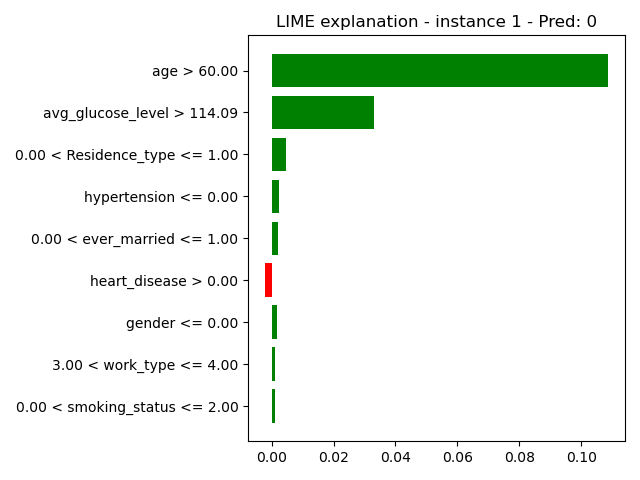 LIME explanation - instance 1 - Pred: 0
age > 60.00
avg_glucose_level > 114.09
0.00 < Residence_type <= 1.00
hypertension <= 0.00
0.00 < ever_married <= 1.00
heart_disease > 0.00
gender <= 0.00
3.00 < work_type <= 4.00
0.00 < smoking_status <= 2.00
0.00 0.02 0.04 0.06 0.08 0.10